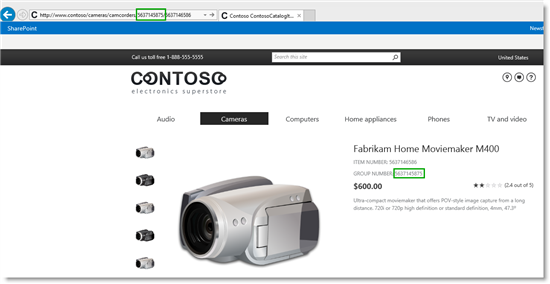 http://www.contoso/cameras/camcorders/5637145875/5637146586
Contoso ContosoCatalogIt...
SharePoint
Newst
Call us toll free 1-888-555-5555
Search this site
United States
CONTOSO
electronics superstore
Audio
Cameras
Computers
Home appliances
Phones
TV and video
Fabrikam Home Moviemaker M400
ITEM NUMBER: 5637146586
GROUP NUMBER: 5637145875
$600.00
(2.4 out of 5)
Ultra-compact moviemaker that offers POV-style image capture from a long
distance, 720i or 720p high definition or standard definition, 4mm, 47.3º